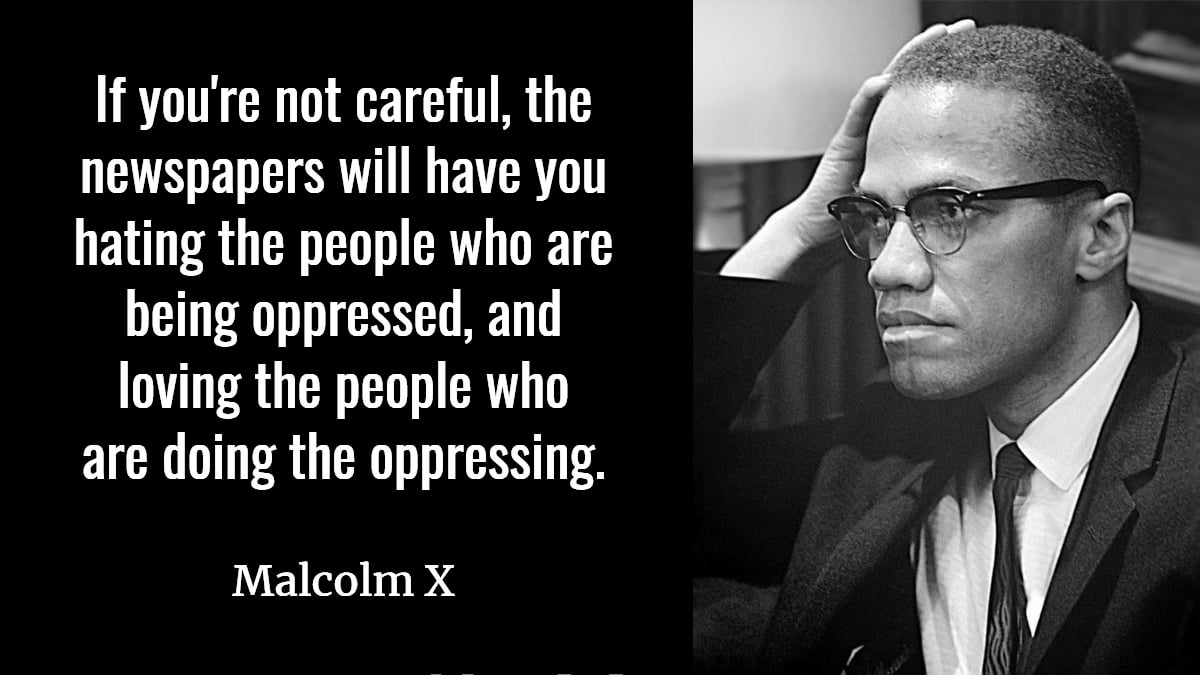 If you're not careful, the
newspapers will have you
hating the people who are
being oppressed, and
loving the people who
are doing the oppressing.
Malcolm X